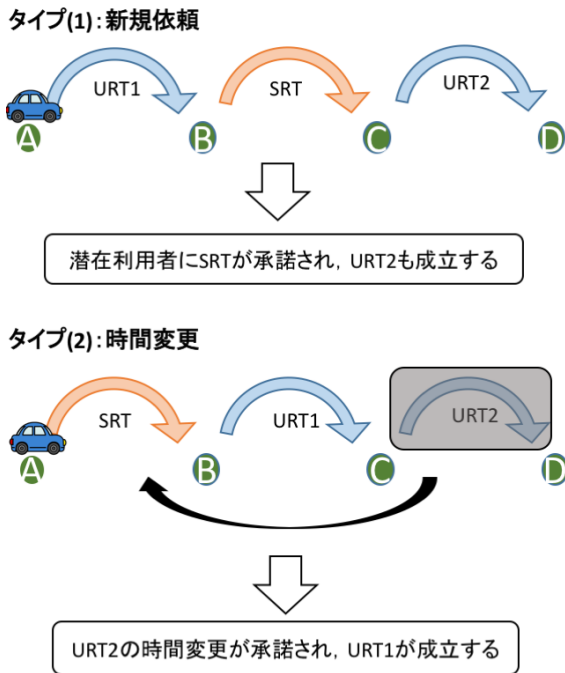 タイプ(1):新規依頼
URT1
SRT
URT2
A
B
C
D
潜在利用者にSRTが承諾され，URT2も成立する
タイプ(2):時間変更
SRT
URT1
URT2
A
B
C
D
URT2の時間変更が承諾され，URT1が成立する